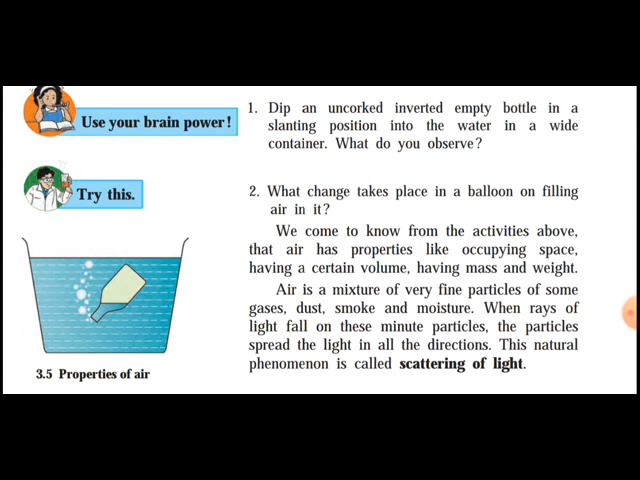 Use your brain power!
1. Dip an uncorked inverted empty bottle in a
slanting position into the water in a wide
container. What do you observe?
Try this.
2. What change takes place in a balloon on filling
air in it?
We come to know from the activities above,
that air has properties like occupying space,
having a certain volume, having mass and weight.
Air is a mixture of very fine particles of some
gases, dust, smoke and moisture. When rays of
light fall on these minute particles, the particles
spread the light in all the directions. This natural
phenomenon is called scattering of light.
3.5 Properties of air